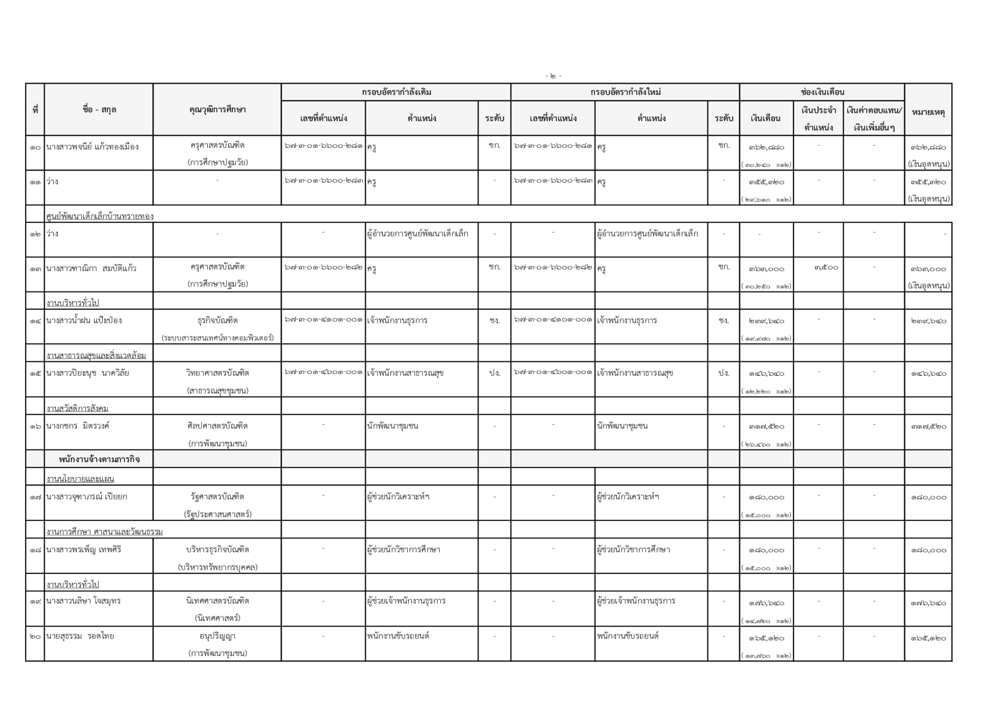 - ๒ -
ที่ ชื่อ - สกุล คุณวุฒิการศึกษา กรอบอัตรากำลังเดิม กรอบอัตรากำลังใหม่ ช่องเงินเดือน หมายเหตุ
เลขที่ตำแหน่ง ตำแหน่ง ระดับ เลขที่ตำแหน่ง ตำแหน่ง ระดับ เงินเดือน เงินประจำ เงินค่าตอบแทน/
ตำแหน่ง เงินเพิ่มอื่นๆ
๑๐ นางสาวพจนีย์ แก้วทองเมือง ครุศาสตรบัณฑิต ๖๗-๓-๐๑-๖๖๐๐-๒๘๑ ครู ชก. ๖๗-๓-๐๑-๖๖๐๐-๒๘๑ ครู ชก. ๓๖๒,๘๘๐ - - ๓๖๒,๘๘๐
(การศึกษาปฐมวัย) ( ๓๐,๒๔๐ X๑๒) (เงินอุดหนุน)
๑๑ ว่าง - ๖๗-๓-๐๑-๖๖๐๐-๒๘๓ ครู - ๖๗-๓-๐๑-๖๖๐๐-๒๘๓ ครู - ๓๕๕,๓๒๐ - - ๓๕๕,๓๒๐
( ๒๙,๖๑๐ X๑๒) (เงินอุดหนุน)
ศูนย์พัฒนาเด็กเล็กบ้านทรายทอง
๑๒ ว่าง - - ผู้อำนวยการศูนย์พัฒนาเด็กเล็ก - - ผู้อำนวยการศูนย์พัฒนาเด็กเล็ก - - - - -
๑๓ นางสาวฑาณิกา สมบัติแก้ว ครุศาสตรบัณฑิต ๖๗-๓-๐๑-๖๖๐๐-๒๘๒ ครู ชก. ๖๗-๓-๐๑-๖๖๐๐-๒๘๒ ครู ชก. ๓๖๓,๐๐๐ ๓,๕๐๐ - ๓๖๓,๐๐๐
(การศึกษาปฐมวัย) ( ๓๐,๒๕๐ X๑๒) (เงินอุดหนุน)
งานบริหารทั่วไป
๑๔ นางสาวน้ำฝน แป๊ะป๋อง ธุรกิจบัณฑิต ๖๗-๓-๐๑-๔๑๐๑-๐๐๑ เจ้าพนักงานธุรการ ชง. ๖๗-๓-๐๑-๔๑๐๑-๐๐๑ เจ้าพนักงานธุรการ ชง. ๒๓๙,๖๔๐ - - ๒๓๙,๖๔๐
(ระบบสาระสนเทศน์ทางคอมพิวเตอร์) ( ๑๙,๙๗๐ X๑๒)
งานสาธารณสุขและสิ่งแวดล้อม
๑๕ นางสาวปิยะนุช นาควิลัย วิทยาศาสตรบัณฑิต ๖๗-๓-๐๑-๔๖๐๑-๐๐๑ เจ้าพนักงานสาธารณสุข ปง. ๖๗-๓-๐๑-๔๖๐๑-๐๐๑ เจ้าพนักงานสาธารณสุข ปง. ๑๔๖,๖๔๐ - - ๑๔๖,๖๔๐
(สาธารณสุขชุมชน) ( ๑๒,๒๒๐ X๑๒)
งานสวัสดิการสังคม
๑๖ นางกชกร มิตรวงค์ ศิลปศาสตรบัณฑิต - นักพัฒนาชุมชน - - นักพัฒนาชุมชน - ๓๑๗,๕๒๐ - - ๓๑๗,๕๒๐
(การพัฒนาชุมชน) ( ๒๖,๔๖๐ X๑๒)
พนักงานจ้างตามภารกิจ
งานนโยบายและแผน
๑๗ นางสาวจุฑาภรณ์ เปียยก รัฐศาสตรบัณฑิต - ผู้ช่วยนักวิเคราะห์ฯ - - ผู้ช่วยนักวิเคราะห์ฯ - ๑๘๐,๐๐๐ - - ๑๘๐,๐๐๐
(รัฐประศาสนศาสตร์) ( ๑๕,๐๐๐ X๑๒)
งานการศึกษา ศาสนาและวัฒนธรรม
๑๘ นางสาวพรเพ็ญ เทพศิริ บริหารธุรกิจบัณฑิต - ผู้ช่วยนักวิชาการศึกษา - - ผู้ช่วยนักวิชาการศึกษา - ๑๘๐,๐๐๐ - - ๑๘๐,๐๐๐
(บริหารทรัพยากรบุคคล) ( ๑๕,๐๐๐ X๑๒)
งานบริหารทั่วไป
๑๙ นางสาวนลิษา ใจสมุทร นิเทศศาสตรบัณฑิต - ผู้ช่วยเจ้าพนักงานธุรการ - - ผู้ช่วยเจ้าพนักงานธุรการ - ๑๗๖,๖๔๐ - - ๑๗๖,๖๔๐
(นิเทศศาสตร์) ( ๑๔,๗๒๐ X๑๒)
๒๐ นายสุธรรม รอดไทย อนุปริญญา - พนักงานขับรถยนต์ - - พนักงานขับรถยนต์ - ๑๖๕,๑๒๐ - - ๑๖๕,๑๒๐
(การพัฒนาชุมชน) ( ๑๓,๗๖๐ X๑๒)